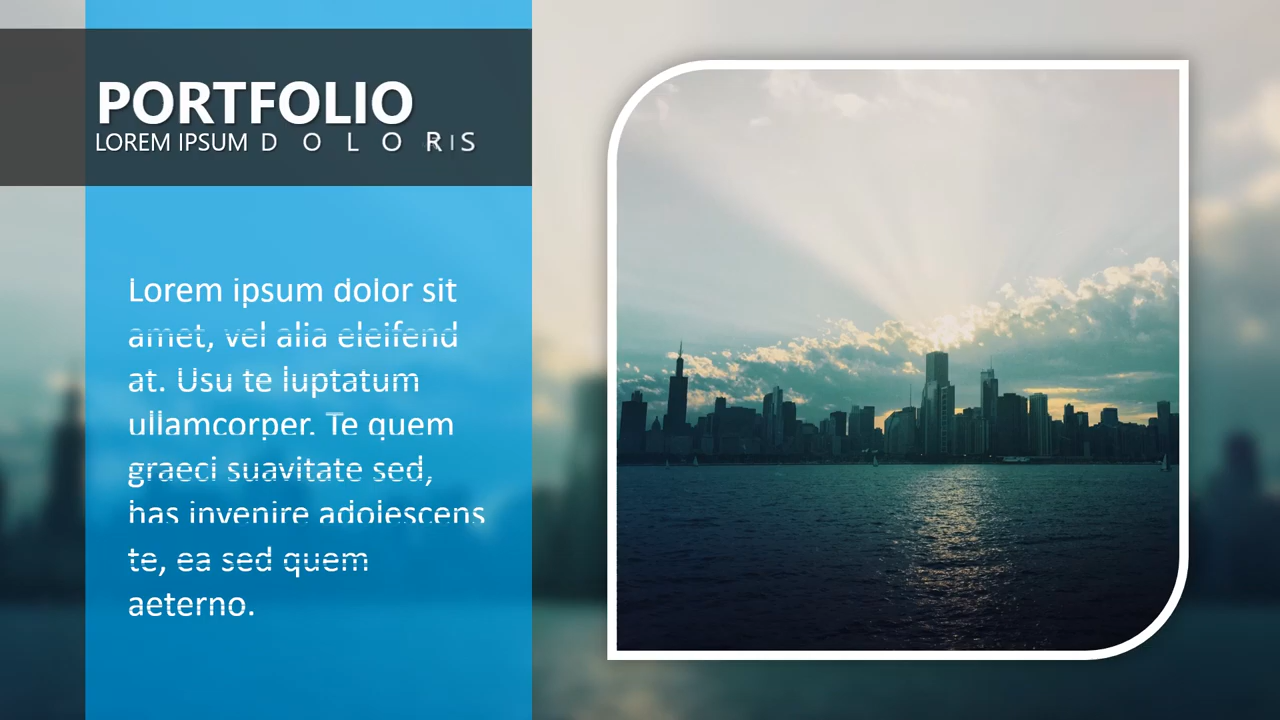 PORTFOLIO
LOREM IPSUM DOLORIS
Lorem ipsum dolor sit
amet, vel alia eleifend
at. Usu te luptatum
ullamcorper. Te quem
graeci suavitate sed,
has invenire adolescens
te, ea sed quem
aeterno.